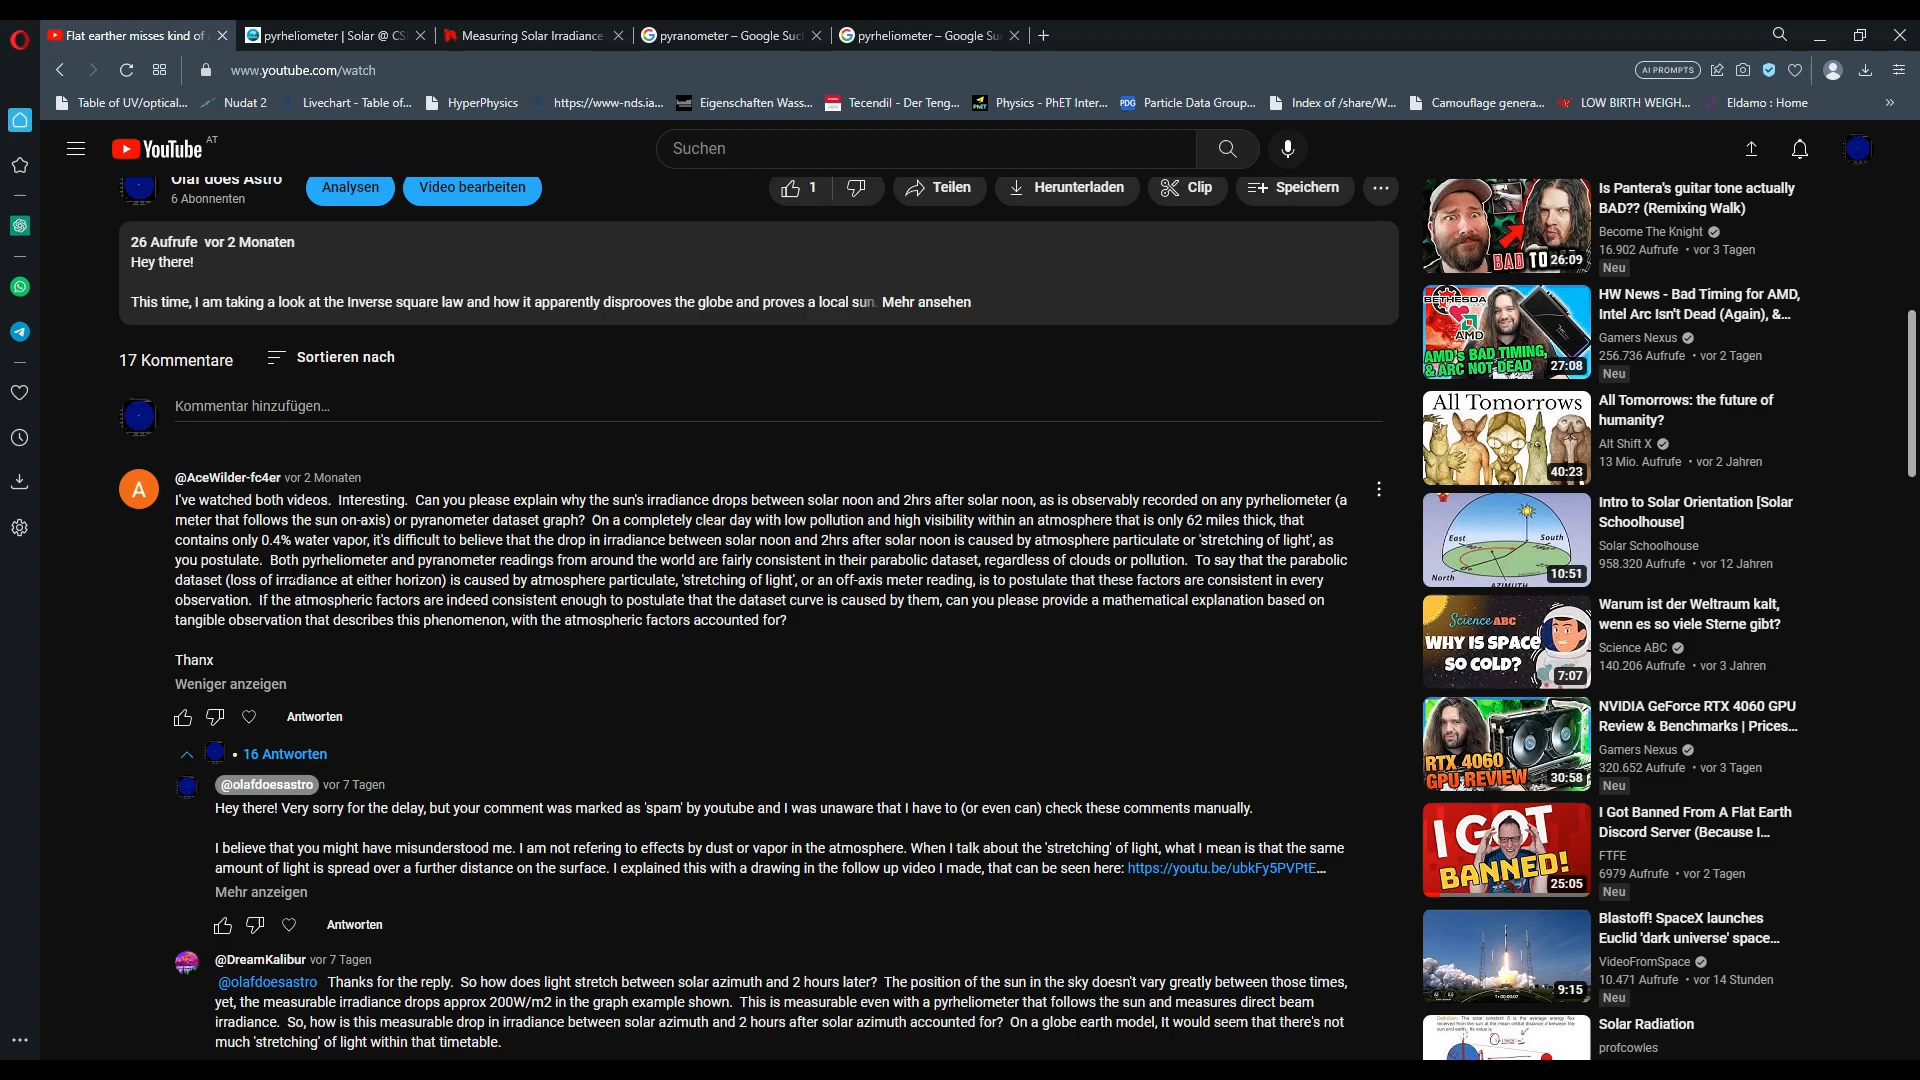 Flat earther misses kind of
pyrheliometer | Solar @ CS
Measuring Solar Irradiance
pyranometer – Google Suc
pyrheliometer – Google Su
www.youtube.com/watch
AI PROMPTS
Table of UV/optical...
Nudat 2
Livechart - Table of...
HyperPhysics
https://www-nds.ia...
Eigenschaften Wass...
Tecendil - Der Teng...
Physics - PhET Inter...
PDG
Particle Data Group...
Index of /share/W...
Camouflage genera...
LOW BIRTH WEIGH...
Eldamo : Home
YouTube AT
Suchen
Olaf does Astro
6 Abonnenten
Analysen
Video bearbeiten
1
Teilen
Herunterladen
Clip
Speichern
26 Aufrufe vor 2 Monaten
Hey there!
This time, I am taking a look at the Inverse square law and how it apparently disprooves the globe and proves a local sun. Mehr ansehen
17 Kommentare
Sortieren nach
Kommentar hinzufügen...
A
@AceWilder-fc4er vor 2 Monaten
I've watched both videos. Interesting. Can you please explain why the sun's irradiance drops between solar noon and 2hrs after solar noon, as is observably recorded on any pyrheliometer (a
meter that follows the sun on-axis) or pyranometer dataset graph? On a completely clear day with low pollution and high visibility within an atmosphere that is only 62 miles thick, that
contains only 0.4% water vapor, it's difficult to believe that the drop in irradiance between solar noon and 2hrs after solar noon is caused by atmosphere particulate or 'stretching of light', as
you postulate. Both pyrheliometer and pyranometer readings from around the world are fairly consistent in their parabolic dataset, regardless of clouds or pollution. To say that the parabolic
dataset (loss of irradiance at either horizon) is caused by atmosphere particulate, 'stretching of light', or an off-axis meter reading, is to postulate that these factors are consistent in every
observation. If the atmospheric factors are indeed consistent enough to postulate that the dataset curve is caused by them, can you please provide a mathematical explanation based on
tangible observation that describes this phenomenon, with the atmospheric factors accounted for?
Thanx
Weniger anzeigen
Antworten
16 Antworten
@olafdoesastro vor 7 Tagen
Hey there! Very sorry for the delay, but your comment was marked as 'spam' by youtube and I was unaware that I have to (or even can) check these comments manually.
I believe that you might have misunderstood me. I am not refering to effects by dust or vapor in the atmosphere. When I talk about the 'stretching' of light, what I mean is that the same
amount of light is spread over a further distance on the surface. I explained this with a drawing in the follow up video I made, that can be seen here: https://youtu.be/ubkFy5PVPtE...
Mehr anzeigen
Antworten
@DreamKalibur vor 7 Tagen
@olafdoesastro Thanks for the reply. So how does light stretch between solar azimuth and 2 hours later? The position of the sun in the sky doesn't vary greatly between those times,
yet, the measurable irradiance drops approx 200W/m2 in the graph example shown. This is measurable even with a pyrheliometer that follows the sun and measures direct beam
irradiance. So, how is this measurable drop in irradiance between solar azimuth and 2 hours after solar azimuth accounted for? On a globe earth model, It would seem that there's not
much 'stretching' of light within that timetable.
BAD TO
26:09
Is Pantera's guitar tone actually
BAD?? (Remixing Walk)
Become The Knight
16.902 Aufrufe • vor 3 Tagen
Neu
BETHESDA
AMD
AMD's BAD TIMING,
& ARC NOT DEAD
27:08
HW News - Bad Timing for AMD,
Intel Arc Isn't Dead (Again), &...
Gamers Nexus
256.736 Aufrufe • vor 2 Tagen
Neu
All Tomorrows
40:23
All Tomorrows: the future of
humanity?
Alt Shift X
13 Mio. Aufrufe • vor 2 Jahren
East
South
North
AZIMUTH
10:51
Intro to Solar Orientation [Solar
Schoolhouse]
Solar Schoolhouse
958.320 Aufrufe • vor 12 Jahren
Science ABC
WHY IS SPACE
SO COLD?
7:07
Warum ist der Weltraum kalt,
wenn es so viele Sterne gibt?
Science ABC
140.206 Aufrufe • vor 3 Jahren
RTX 4060
GPU REVIEW
30:58
NVIDIA GeForce RTX 4060 GPU
Review & Benchmarks | Prices...
Gamers Nexus
320.652 Aufrufe • vor 3 Tagen
Neu
I GOT
BANNED!
25:05
I Got Banned From A Flat Earth
Discord Server (Because I...
FTFE
6979 Aufrufe • vor 2 Tagen
Neu
9:15
Blastoff! SpaceX launches
Euclid 'dark universe' space...
VideoFromSpace
10.471 Aufrufe • vor 14 Stunden
Neu
Solar Radiation
profcowles